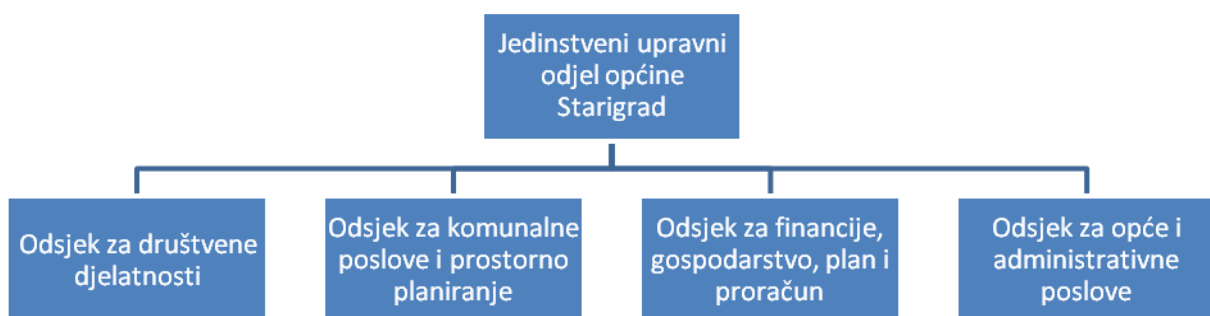 Jedinstveni upravni
odjel općine
Starigrad
Odsjek za društvene
djelatnosti
Odsjek za komunalne
poslove i prostorno
planiranje
Odsjek za financije,
gospodarstvo, plan i
proračun
Odsjek za opće i
administrativne
poslove